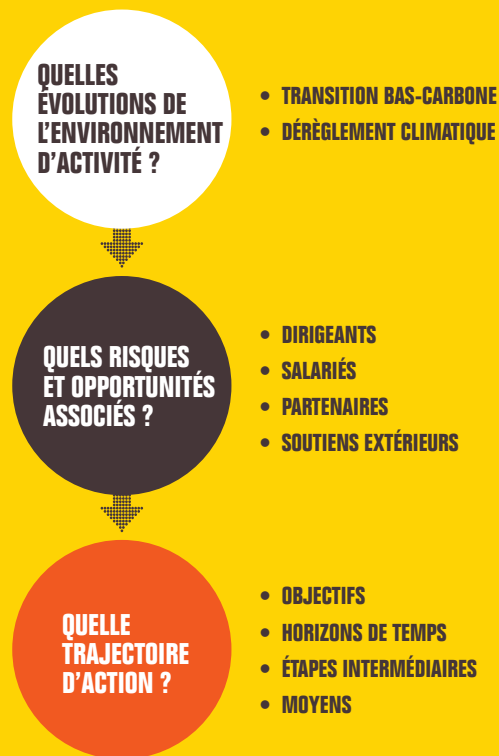 QUELLES
ÉVOLUTIONS DE
L'ENVIRONNEMENT
D'ACTIVITÉ ?
• TRANSITION BAS-CARBONE
• DÉRÈGLEMENT CLIMATIQUE
QUELS RISQUES
ET OPPORTUNITÉS
ASSOCIÉS ?
• DIRIGEANTS
• SALARIÉS
• PARTENAIRES
• SOUTIENS EXTÉRIEURS
QUELLE
TRAJECTOIRE
D'ACTION ?
• OBJECTIFS
• HORIZONS DE TEMPS
• ÉTAPES INTERMÉDIAIRES
• MOYENS